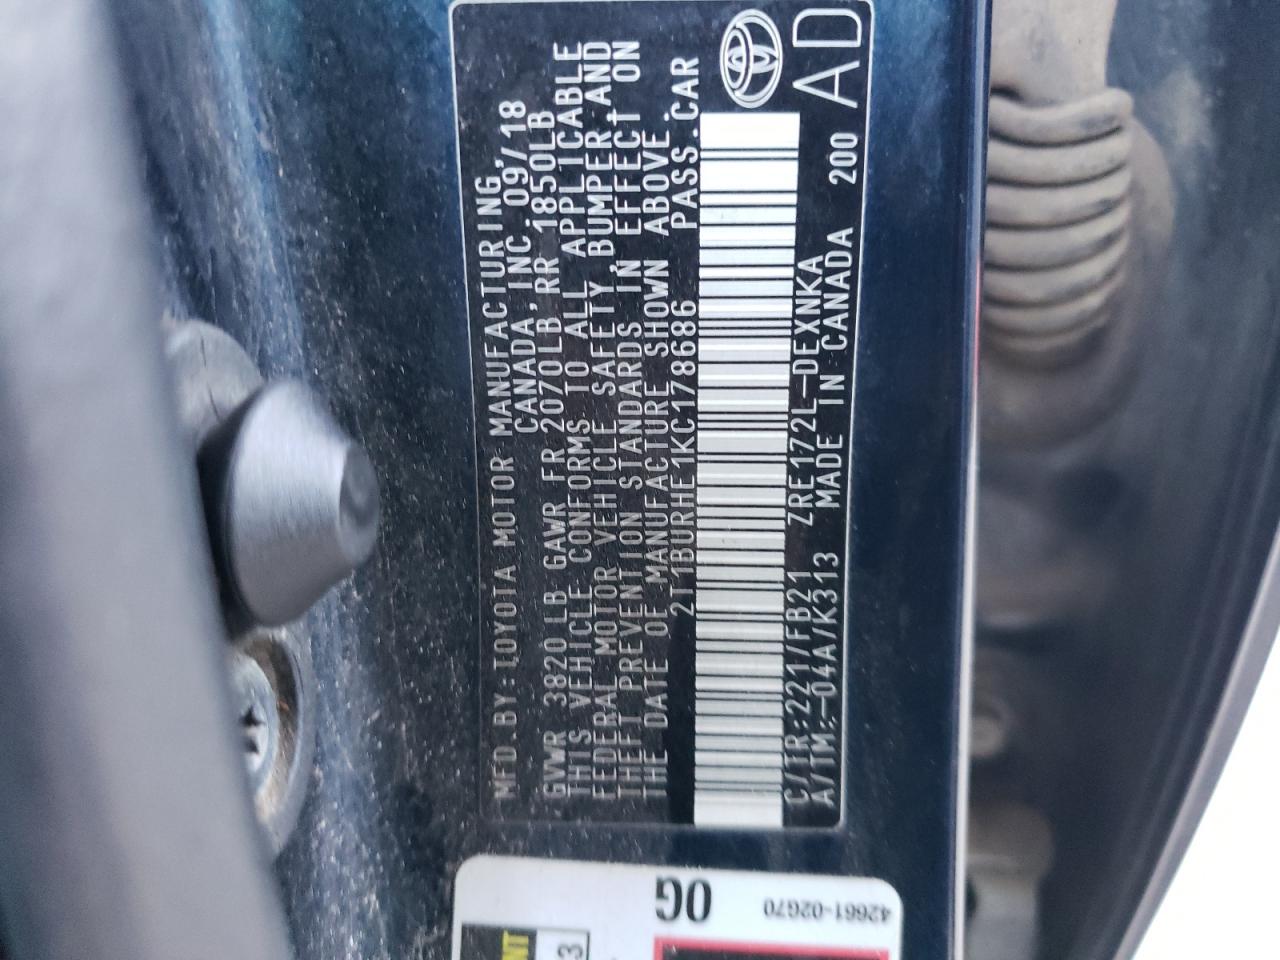 MFD.BY:TOYOTA MOTOR MANUFACTURING,
CANADA,INC. 09/18
GVWR 3820 LB GAWR FR 2070LB,RR 1850LB
THIS VEHICLE CONFORMS TO ALL APPLICABLE
FEDERAL MOTOR VEHICLE SAFETY,BUMPER,AND
THEFT PREVENTION STANDARDS IN EFFECT ON
THE DATE OF MANUFACTURE SHOWN ABOVE.
2T1BURHE1KC178686 PASS.CAR
C/TR:221/FB21 ZRE172L-DEXNKA
A/TM:-04A/K313 MADE IN CANADA 200
AD
0G
42661-02G70
3